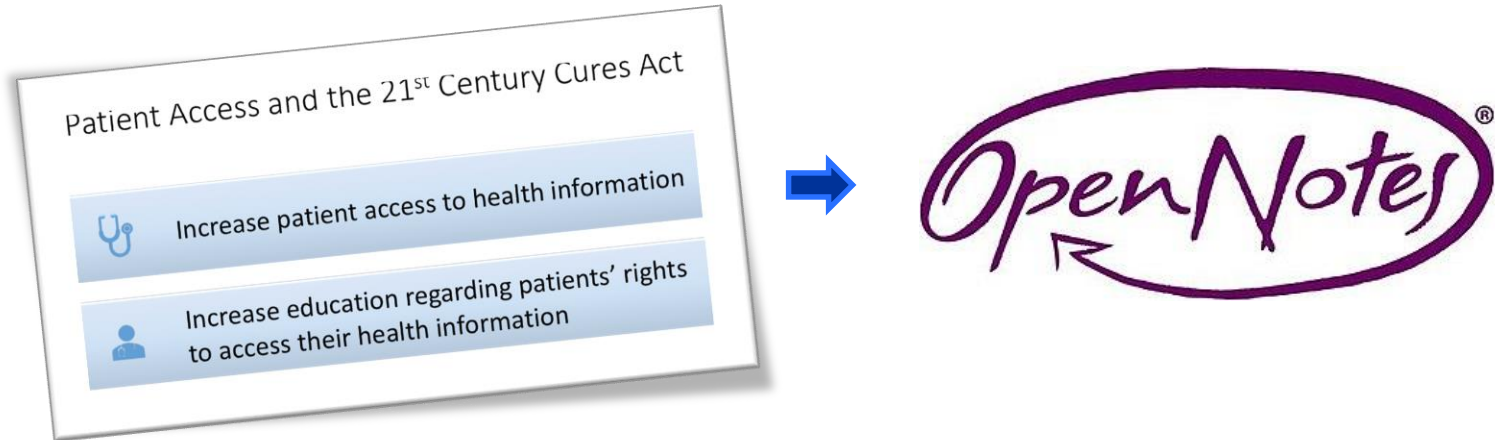 Patient Access and the 21st Century Cures Act
Increase patient access to health information
Increase education regarding patients’ rights
to access their health information
OpenNotes®